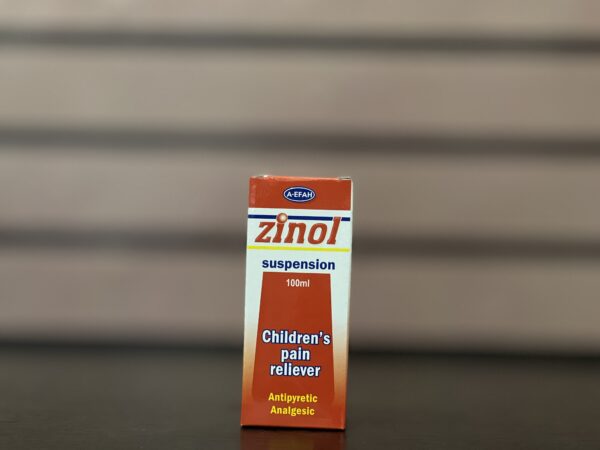 A-EFAH
zinol
suspension
100ml
Children's
pain
reliever
Antipyretic
Analgesic